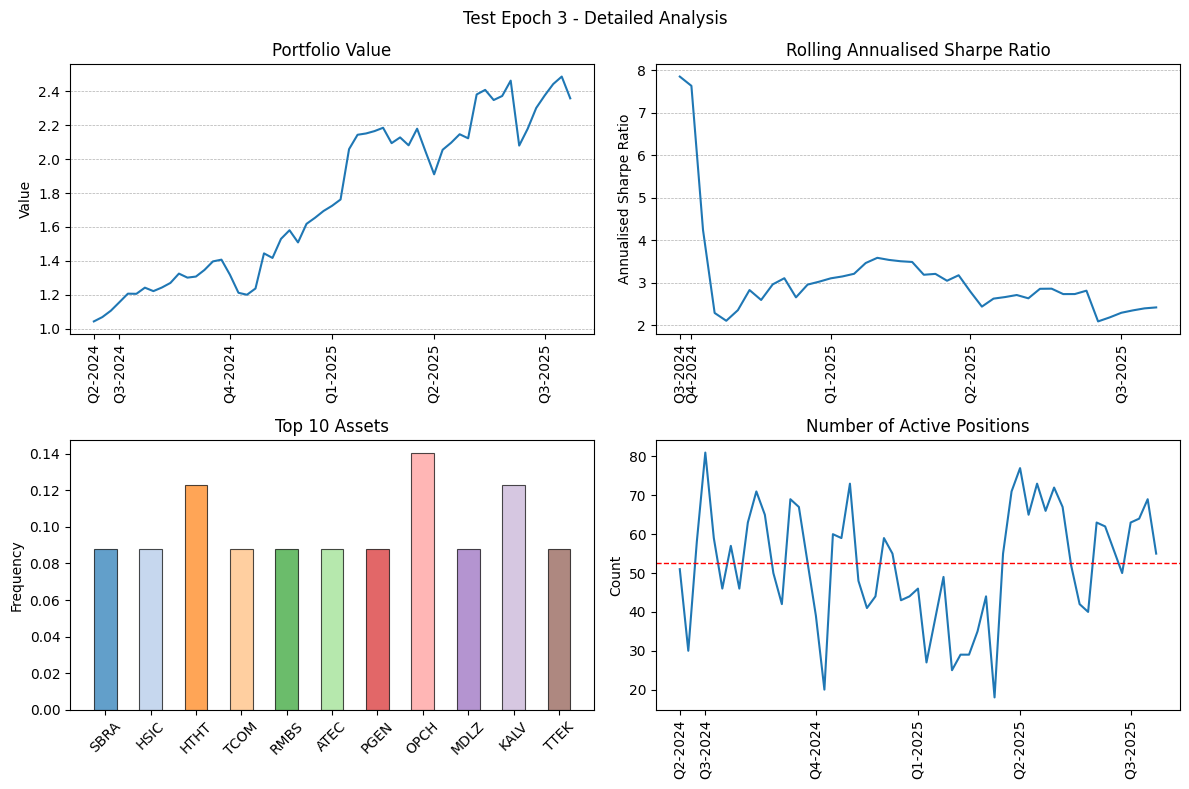 Test Epoch 3 - Detailed Analysis
Portfolio Value
Value
2.4
2.2
2.0
1.8
1.6
1.4
1.2
1.0
Q2-2024
Q3-2024
Q4-2024
Q1-2025
Q2-2025
Q3-2025
Rolling Annualised Sharpe Ratio
Annualised Sharpe Ratio
8
7
6
5
4
3
2
Q3-2024
Q4-2024
Q1-2025
Q2-2025
Q3-2025
Top 10 Assets
Frequency
0.14
0.12
0.10
0.08
0.06
0.04
0.02
0.00
SBRA
HSIC
HTHT
TCOM
RMBS
ATEC
PGEN
OPCH
MDLZ
KALV
TTEK
Number of Active Positions
Count
80
70
60
50
40
30
20
Q2-2024
Q3-2024
Q4-2024
Q1-2025
Q2-2025
Q3-2025